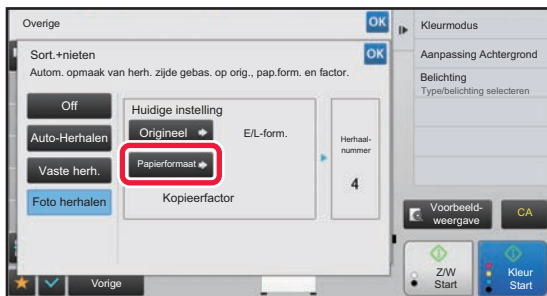 Overige
OK
Sort.+nieten
OK
Autom. opmaak van herh. zijde gebas. op orig., pap.form. en factor.
Off
Auto-Herhalen
Vaste herh.
Foto herhalen
Huidige instelling
Origineel
E/L-form.
Papierformaat
Kopieerfactor
Herhaal-
nummer
4
Vorige
Kleurmodus
Aanpassing Achtergrond
Belichting
Type/belichting selecteren
Voorbeeld-
weergave
CA
Z/W
Start
Kleur
Start